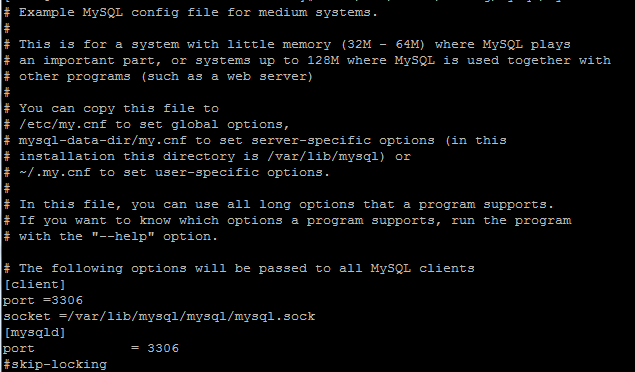 # Example MySQL config file for medium systems.
#
# This is for a system with little memory (32M - 64M) where MySQL plays
# an important part, or systems up to 128M where MySQL is used together with
# other programs (such as a web server)
#
# You can copy this file to
# /etc/my.cnf to set global options,
# mysql-data-dir/my.cnf to set server-specific options (in this
# installation this directory is /var/lib/mysql) or
# ~/.my.cnf to set user-specific options.
#
# In this file, you can use all long options that a program supports.
# If you want to know which options a program supports, run the program
# with the "--help" option.

# The following options will be passed to all MySQL clients
[client]
port =3306
socket =/var/lib/mysql/mysql/mysql.sock
[mysqld]
port            = 3306
#skip-locking